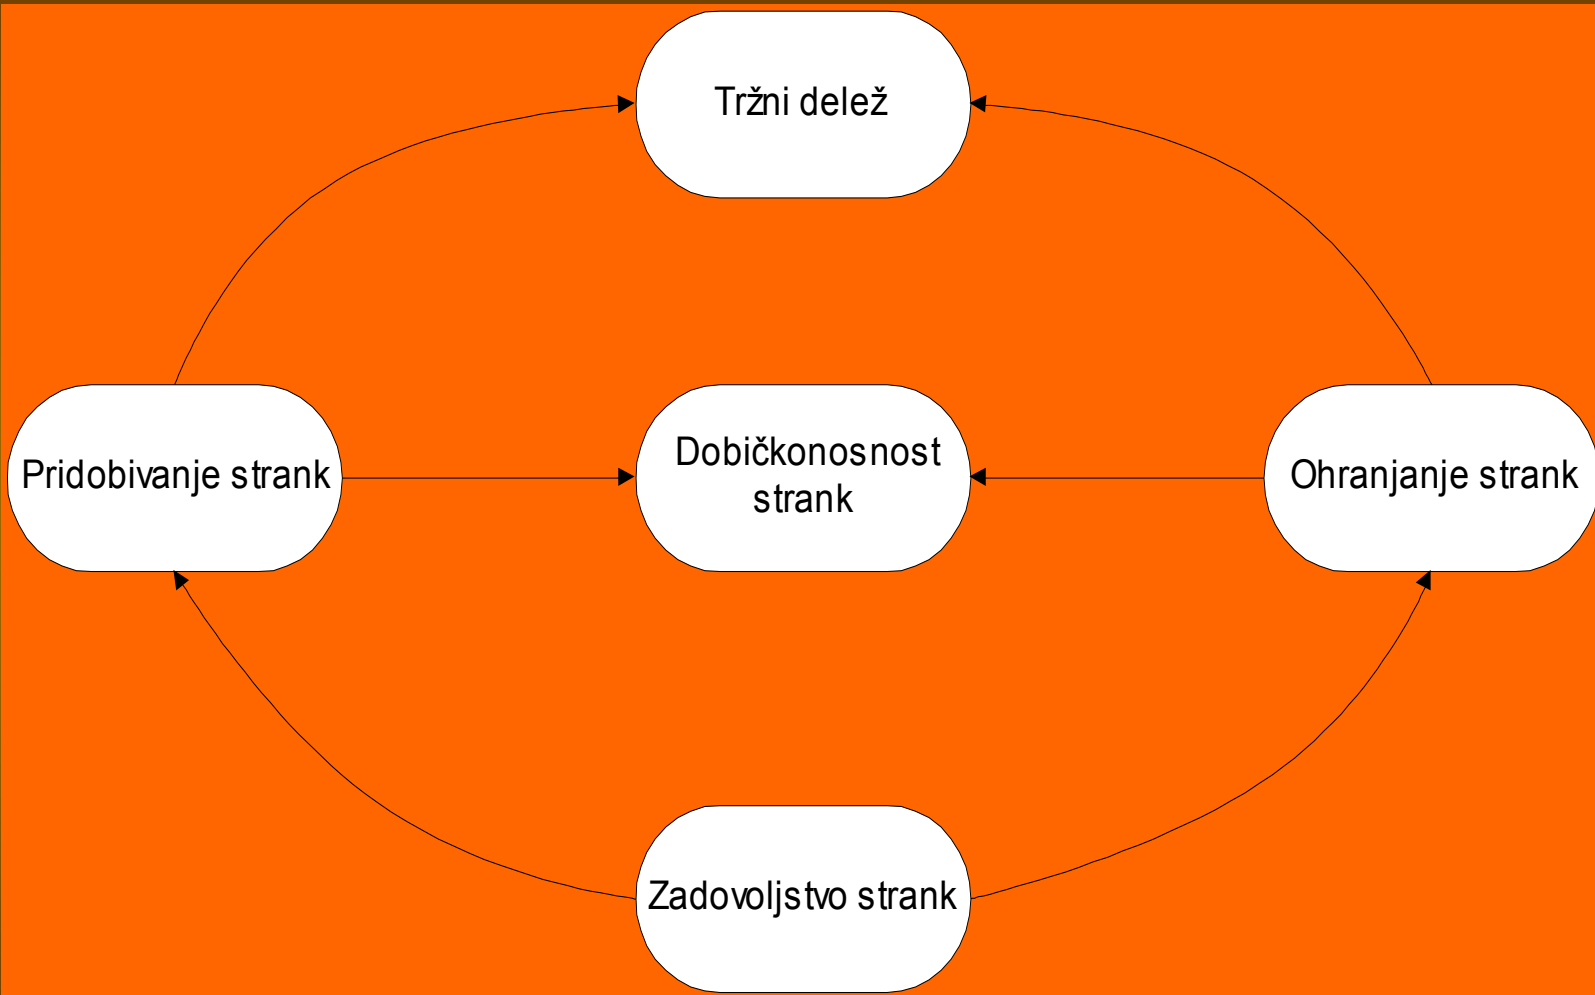 Tržni delež
Pridobivanje strank
Dobičkonosnost
strank
Ohranjanje strank
Zadovoljstvo strank